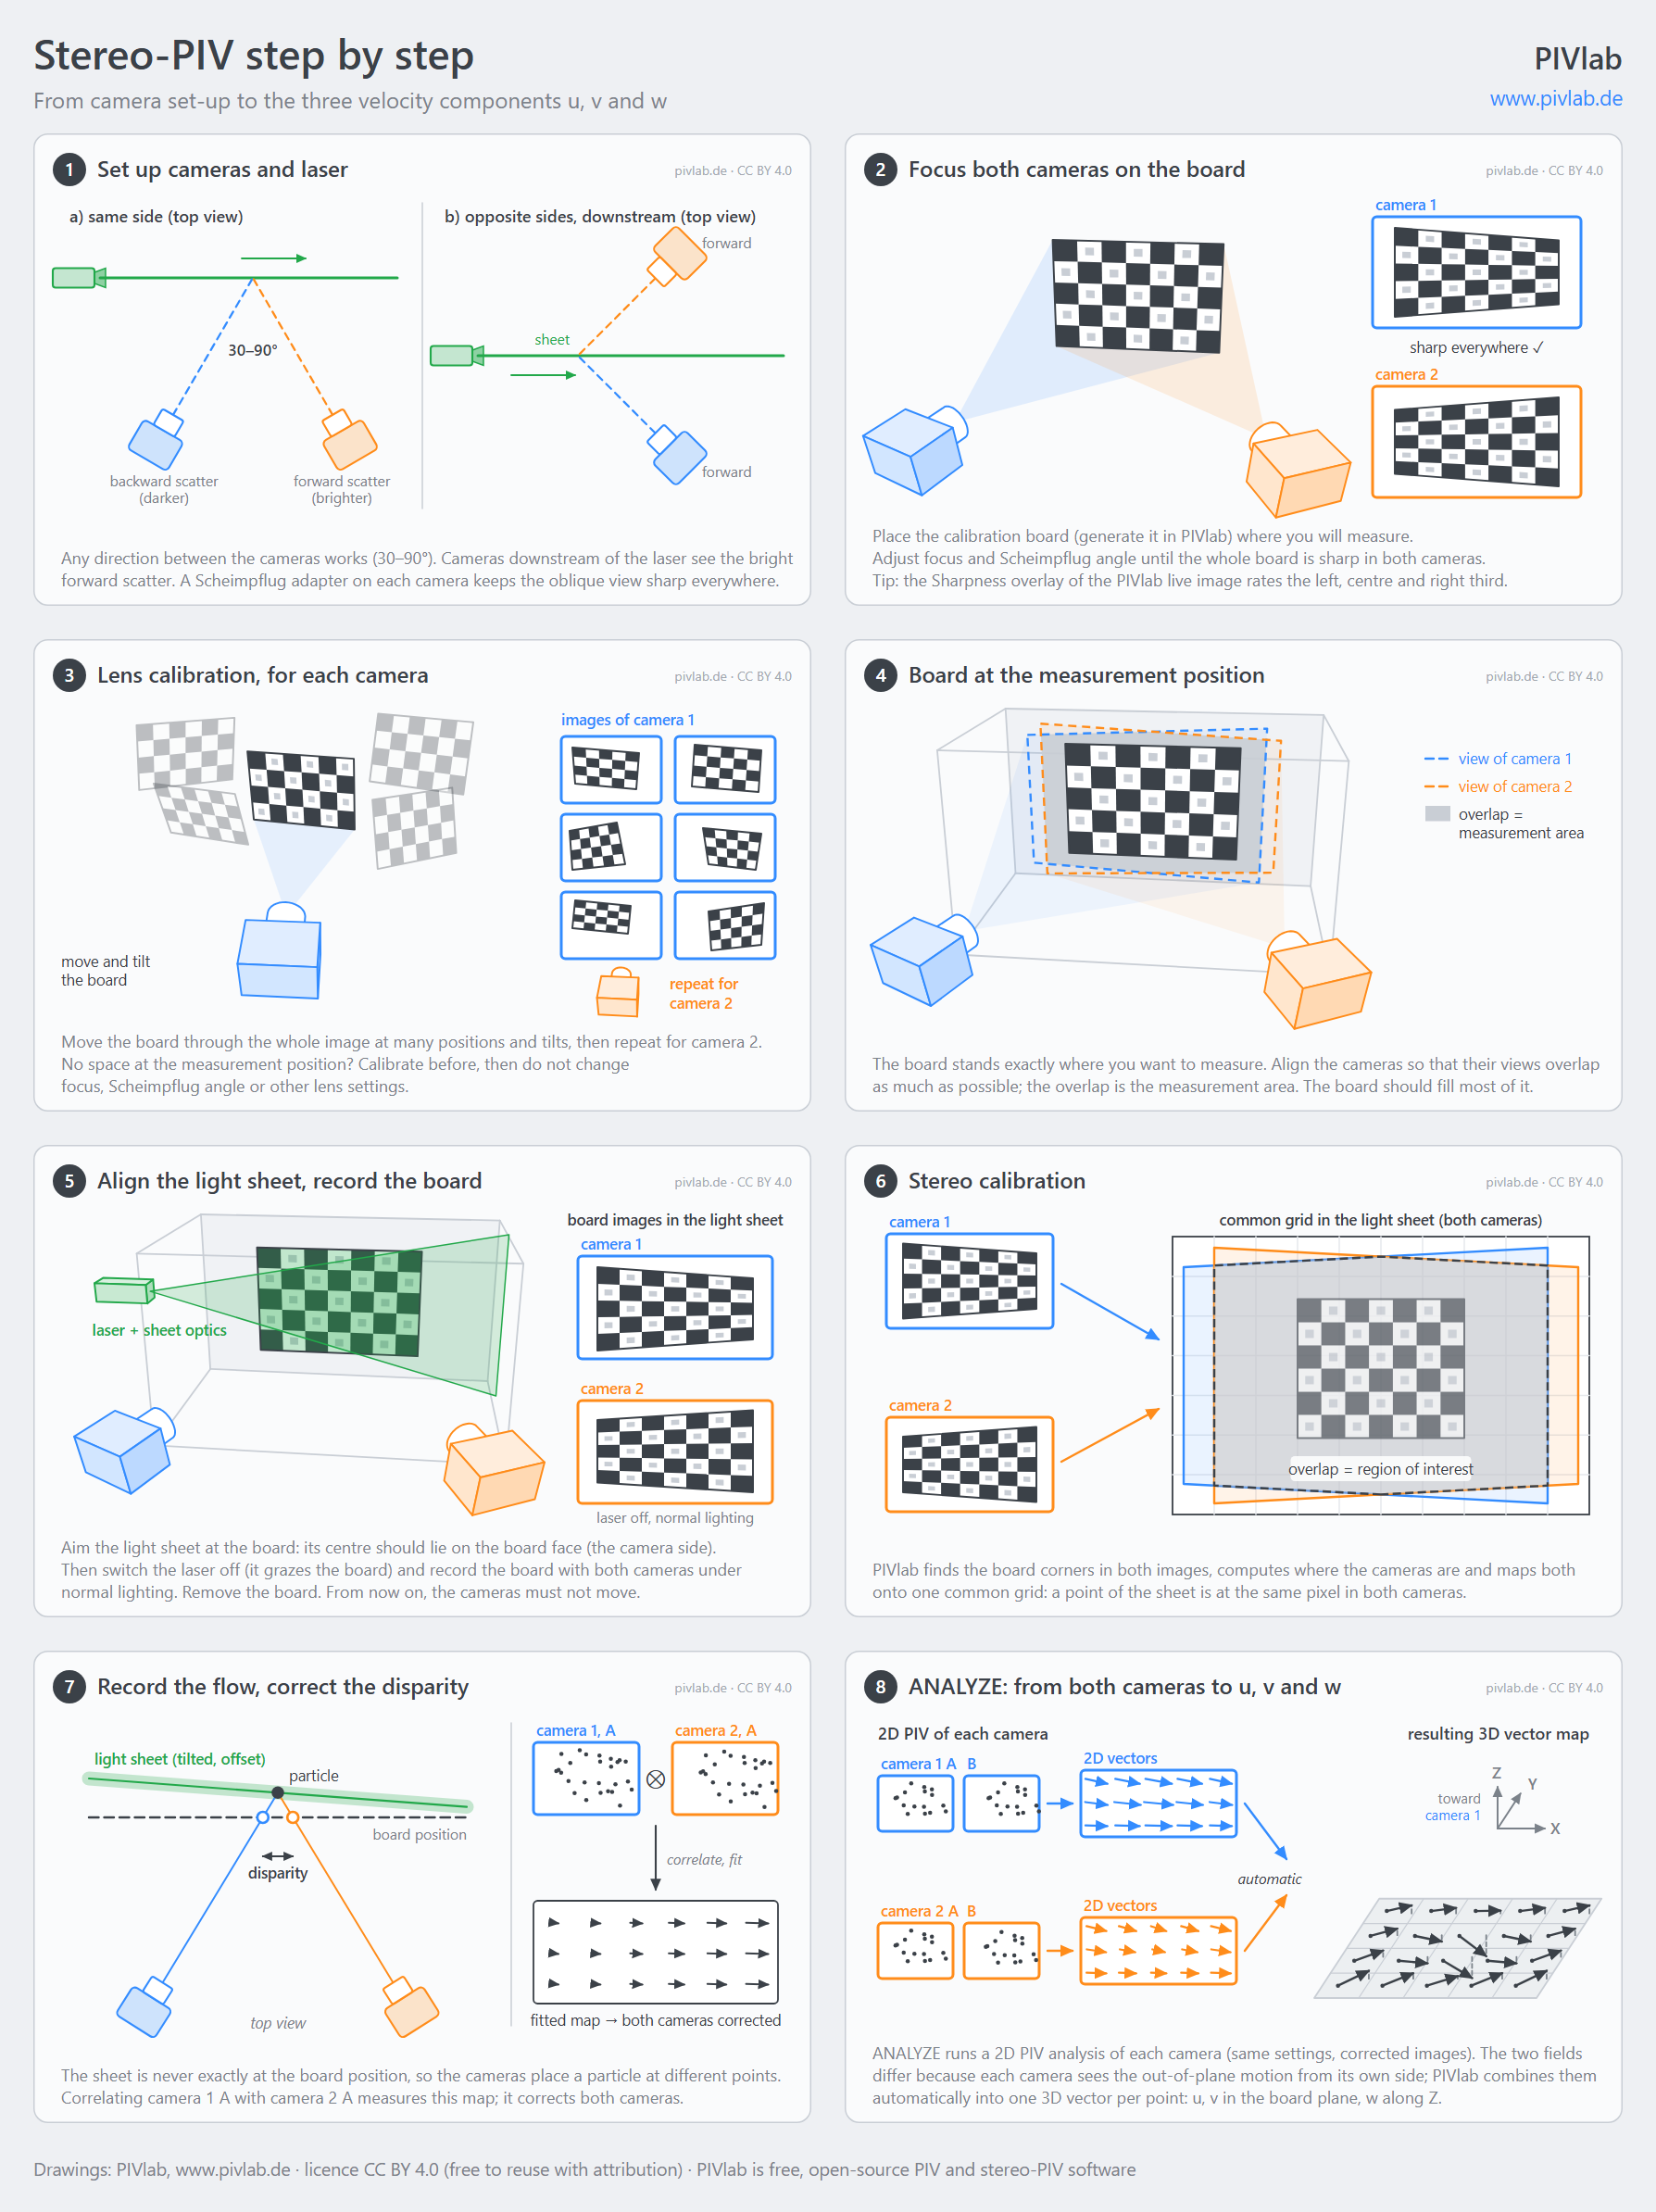 Stereo-PIV step by step
From camera set-up to the three velocity components u, v and w
PIVlab
www.pivlab.de
1 Set up cameras and laser
pivlab.de · CC BY 4.0
a) same side (top view)
30–90°
backward scatter
(darker)
forward scatter
(brighter)
b) opposite sides, downstream (top view)
forward
sheet
forward
Any direction between the cameras works (30–90°). Cameras downstream of the laser see the bright
forward scatter. A Scheimpflug adapter on each camera keeps the oblique view sharp everywhere.
2 Focus both cameras on the board
pivlab.de · CC BY 4.0
camera 1
sharp everywhere ✓
camera 2
Place the calibration board (generate it in PIVlab) where you will measure.
Adjust focus and Scheimpflug angle until the whole board is sharp in both cameras.
Tip: the Sharpness overlay of the PIVlab live image rates the left, centre and right third.
3 Lens calibration, for each camera
pivlab.de · CC BY 4.0
images of camera 1
move and tilt
the board
repeat for
camera 2
Move the board through the whole image at many positions and tilts, then repeat for camera 2.
No space at the measurement position? Calibrate before, then do not change
focus, Scheimpflug angle or other lens settings.
4 Board at the measurement position
pivlab.de · CC BY 4.0
view of camera 1
view of camera 2
overlap =
measurement area
The board stands exactly where you want to measure. Align the cameras so that their views overlap
as much as possible; the overlap is the measurement area. The board should fill most of it.
5 Align the light sheet, record the board
pivlab.de · CC BY 4.0
board images in the light sheet
camera 1
laser + sheet optics
camera 2
laser off, normal lighting
Aim the light sheet at the board: its centre should lie on the board face (the camera side).
Then switch the laser off (it grazes the board) and record the board with both cameras under
normal lighting. Remove the board. From now on, the cameras must not move.
6 Stereo calibration
pivlab.de · CC BY 4.0
camera 1
common grid in the light sheet (both cameras)
camera 2
overlap = region of interest
PIVlab finds the board corners in both images, computes where the cameras are and maps both
onto one common grid: a point of the sheet is at the same pixel in both cameras.
7 Record the flow, correct the disparity
pivlab.de · CC BY 4.0
light sheet (tilted, offset)
particle
board position
disparity
top view
camera 1, A
camera 2, A
correlate, fit
fitted map → both cameras corrected
The sheet is never exactly at the board position, so the cameras place a particle at different points.
Correlating camera 1 A with camera 2 A measures this map; it corrects both cameras.
8 ANALYZE: from both cameras to u, v and w
pivlab.de · CC BY 4.0
2D PIV of each camera
resulting 3D vector map
camera 1 A B
2D vectors
Z
Y
X
toward
camera 1
automatic
camera 2 A B
2D vectors
ANALYZE runs a 2D PIV analysis of each camera (same settings, corrected images). The two fields
differ because each camera sees the out-of-plane motion from its own side; PIVlab combines them
automatically into one 3D vector per point: u, v in the board plane, w along Z.
Drawings: PIVlab, www.pivlab.de · licence CC BY 4.0 (free to reuse with attribution) · PIVlab is free, open-source PIV and stereo-PIV software